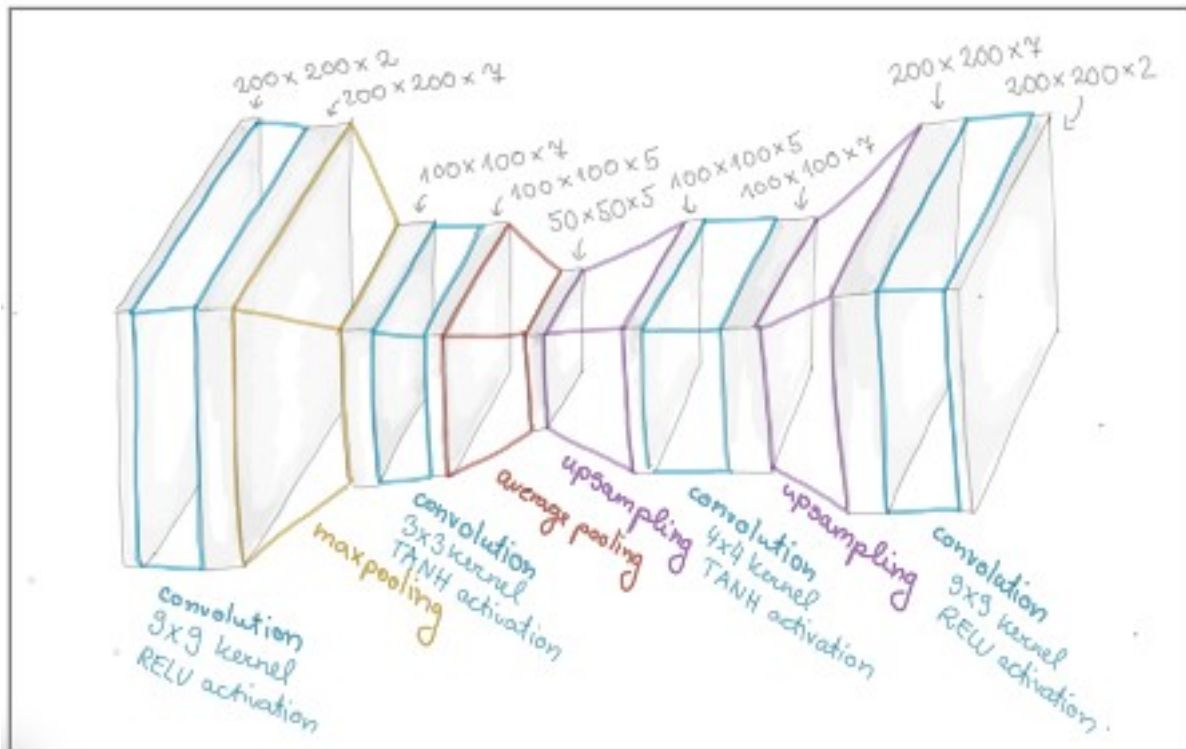 200 x 200 x 2
200 x 200 x 7
100 x 100 x 7
100 x 100 x 5
50 x 50 x 5
100 x 100 x 5
100 x 100 x 7
200 x 200 x 7
200 x 200 x 2
convolution
9x9 kernel
RELU activation
maxpooling
convolution
3x3 kernel
TANH activation
average pooling
upsampling
convolution
4x4 kernel
TANH activation
upsampling
convolution
9x9 kernel
RELU activation